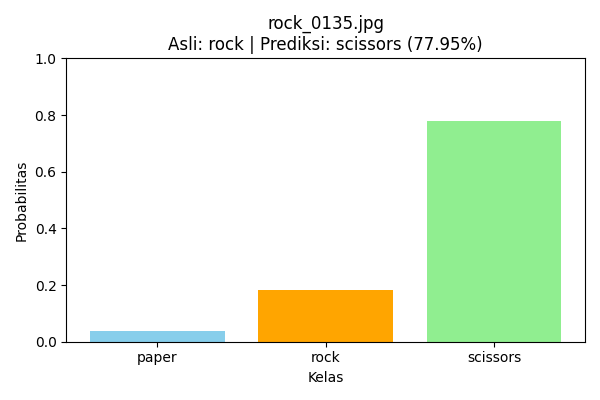 rock_0135.jpg
Asli: rock | Prediksi: scissors (77.95%)
1.0
0.8
0.6
0.4
0.2
0.0
Probabilitas
paper
rock
scissors
Kelas